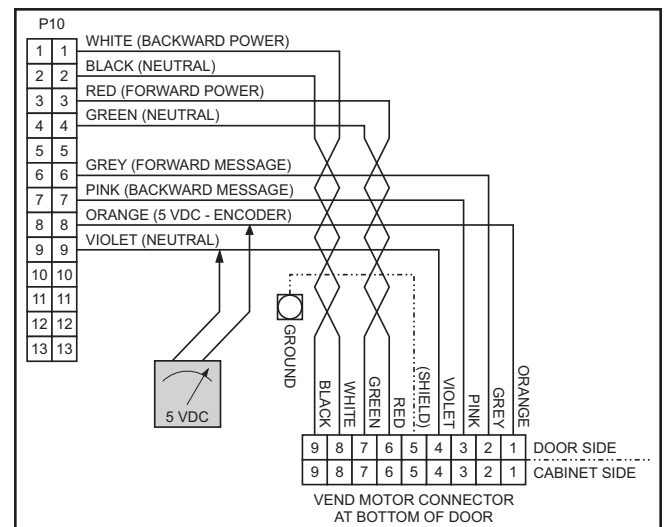 P10
1 1 WHITE (BACKWARD POWER)
2 2 BLACK (NEUTRAL)
3 3 RED (FORWARD POWER)
4 4 GREEN (NEUTRAL)
5 5
6 6 GREY (FORWARD MESSAGE)
7 7 PINK (BACKWARD MESSAGE)
8 8 ORANGE (5 VDC - ENCODER)
9 9 VIOLET (NEUTRAL)
10 10
11 11
12 12
13 13
5 VDC
GROUND
BLACK
WHITE
GREEN
RED
(SHIELD)
VIOLET
PINK
GREY
ORANGE
9 8 7 6 5 4 3 2 1 DOOR SIDE
9 8 7 6 5 4 3 2 1 CABINET SIDE
VEND MOTOR CONNECTOR
AT BOTTOM OF DOOR